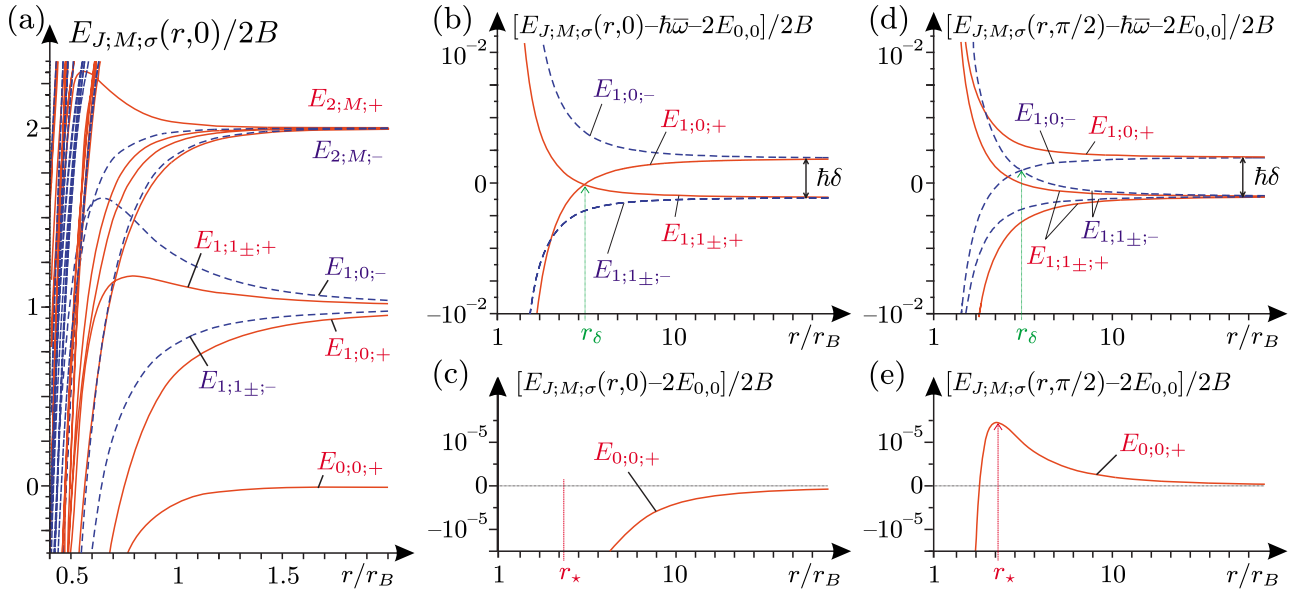 (a)
E_{J;M;σ}(r,0)/2B
E_{2;M;+}
2
E_{2;M;−}
E_{1;1±;+}
E_{1;0;−}
1
E_{1;0;+}
E_{1;1±;−}
E_{0;0;+}
0
0.5
1
1.5
r/r_B
(b)
[E_{J;M;σ}(r,0)−ℏω̄−2E_{0,0}]/2B
10^{−2}
E_{1;0;−}
E_{1;0;+}
0
ℏδ
E_{1;1±;+}
E_{1;1±;−}
−10^{−2}
1
r_δ
10
r/r_B
(c)
[E_{J;M;σ}(r,0)−2E_{0,0}]/2B
10^{−5}
E_{0;0;+}
0
−10^{−5}
1
r_⋆
10
r/r_B
(d)
[E_{J;M;σ}(r,π/2)−ℏω̄−2E_{0,0}]/2B
10^{−2}
E_{1;0;−}
E_{1;0;+}
0
ℏδ
E_{1;1±;−}
E_{1;1±;+}
−10^{−2}
1
r_δ
10
r/r_B
(e)
[E_{J;M;σ}(r,π/2)−2E_{0,0}]/2B
10^{−5}
E_{0;0;+}
0
−10^{−5}
1
r_⋆
10
r/r_B